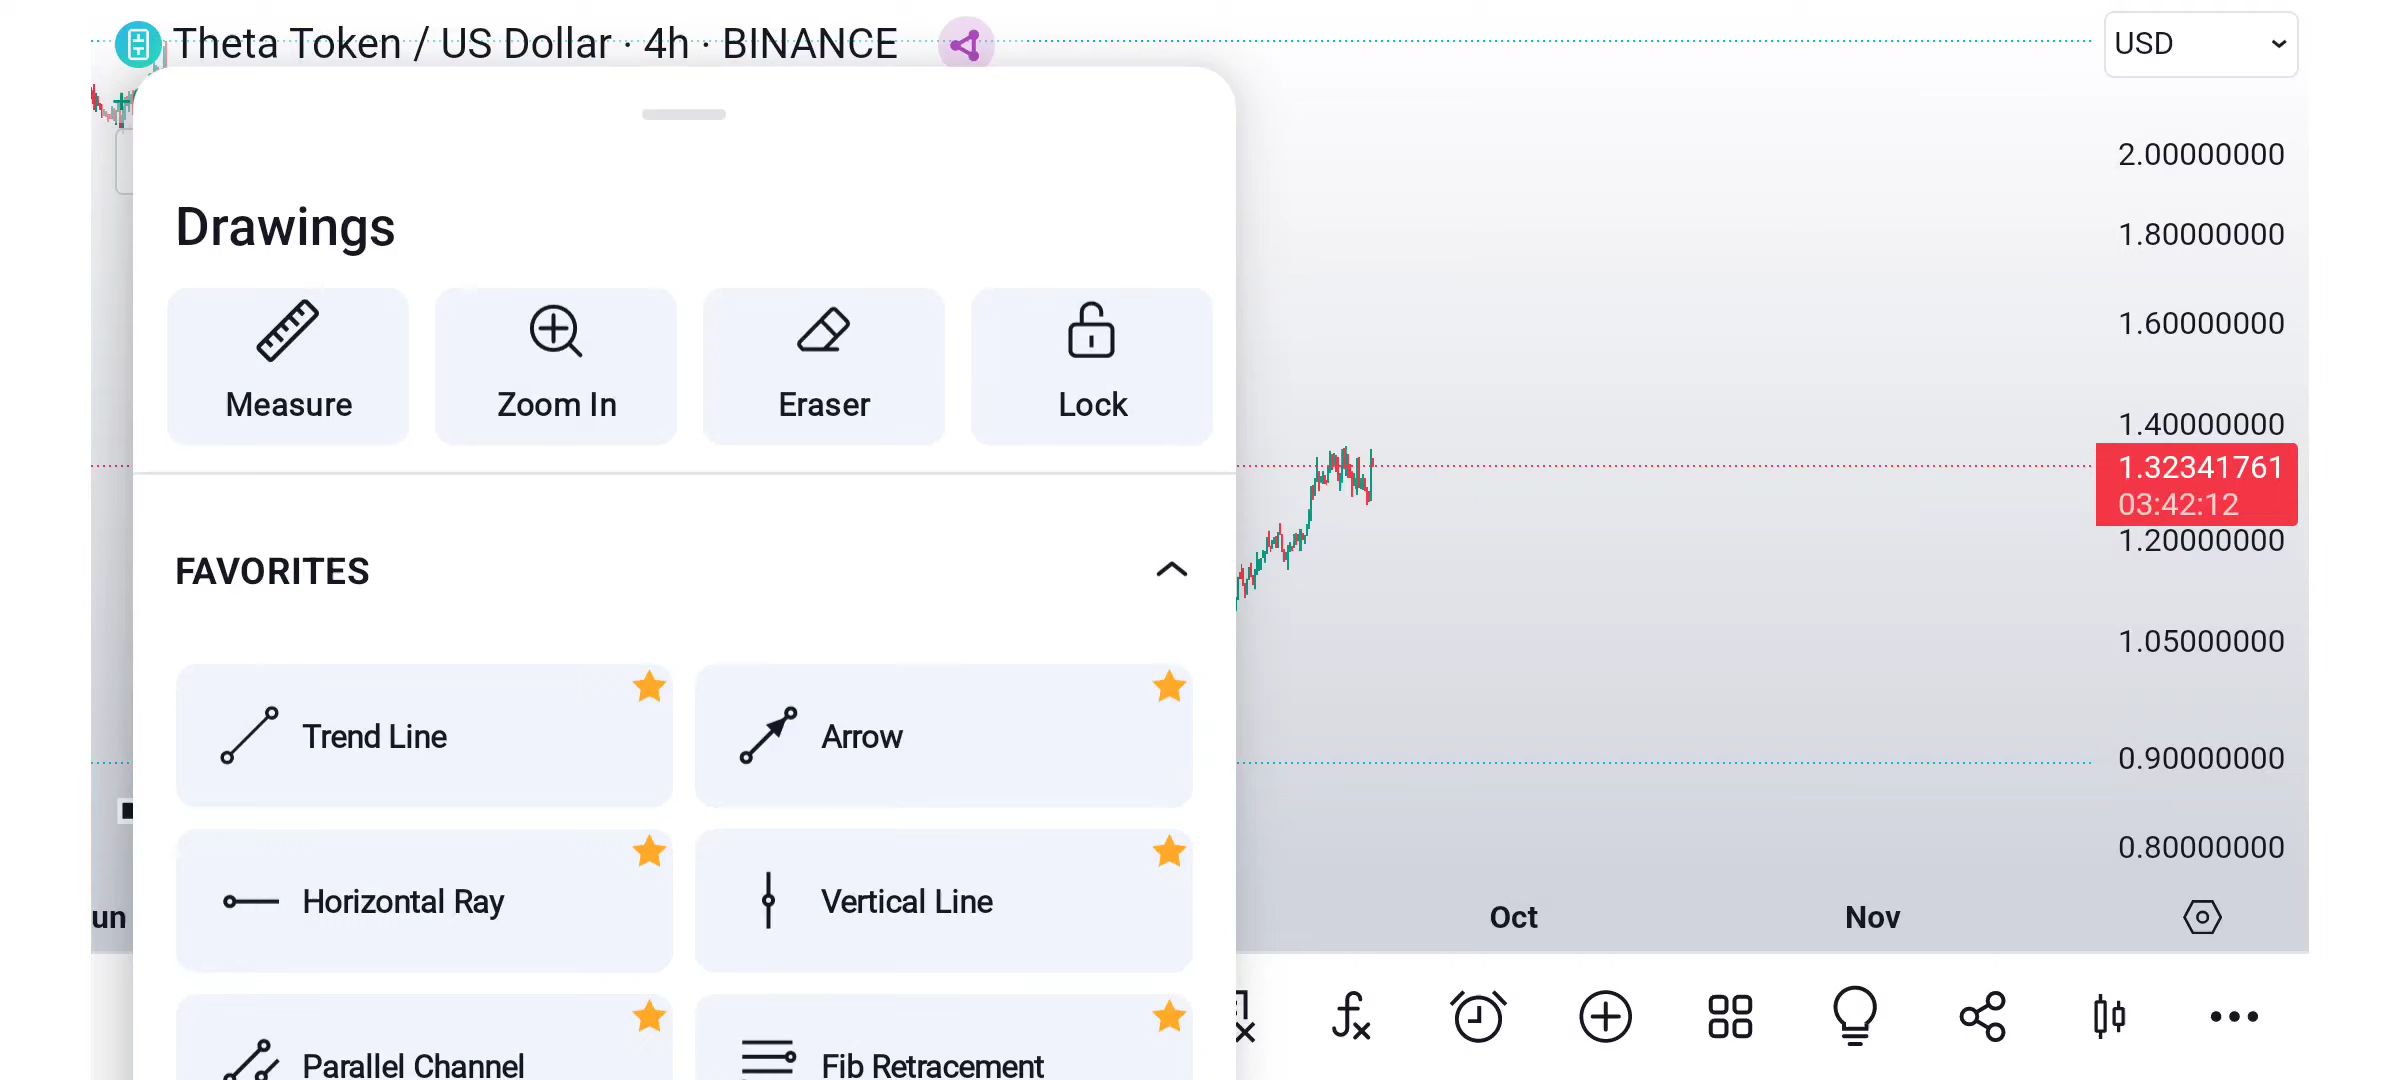 Theta Token / US Dollar · 4h · BINANCE
USD
Drawings
Measure
Zoom In
Eraser
Lock
FAVORITES
Trend Line
Arrow
Horizontal Ray
Vertical Line
Parallel Channel
Fib Retracement
2.00000000
1.80000000
1.60000000
1.40000000
1.32341761
03:42:12
1.20000000
1.05000000
0.90000000
0.80000000
un
Oct
Nov